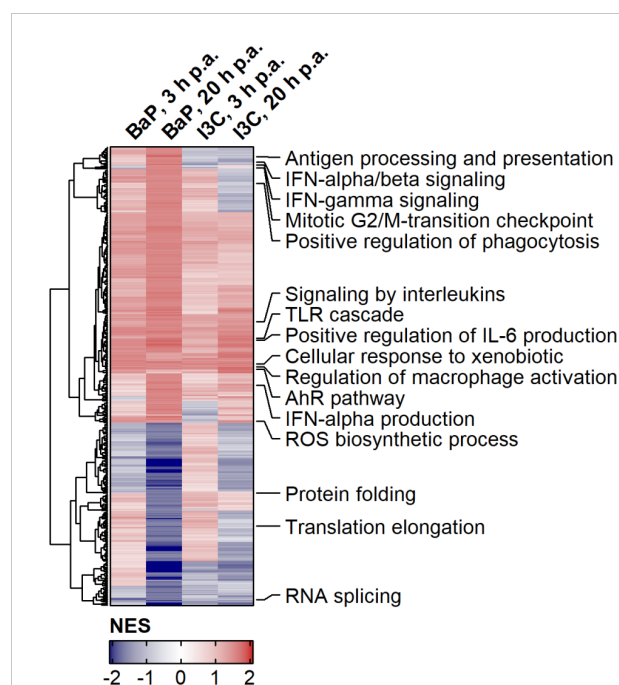 BaP, 3 h p.a.
BaP, 20 h p.a.
I3C, 3 h p.a.
I3C, 20 h p.a.
Antigen processing and presentation
IFN-alpha/beta signaling
IFN-gamma signaling
Mitotic G2/M-transition checkpoint
Positive regulation of phagocytosis
Signaling by interleukins
TLR cascade
Positive regulation of IL-6 production
Cellular response to xenobiotic
Regulation of macrophage activation
AhR pathway
IFN-alpha production
ROS biosynthetic process
Protein folding
Translation elongation
RNA splicing
NES
-2 -1 0 1 2